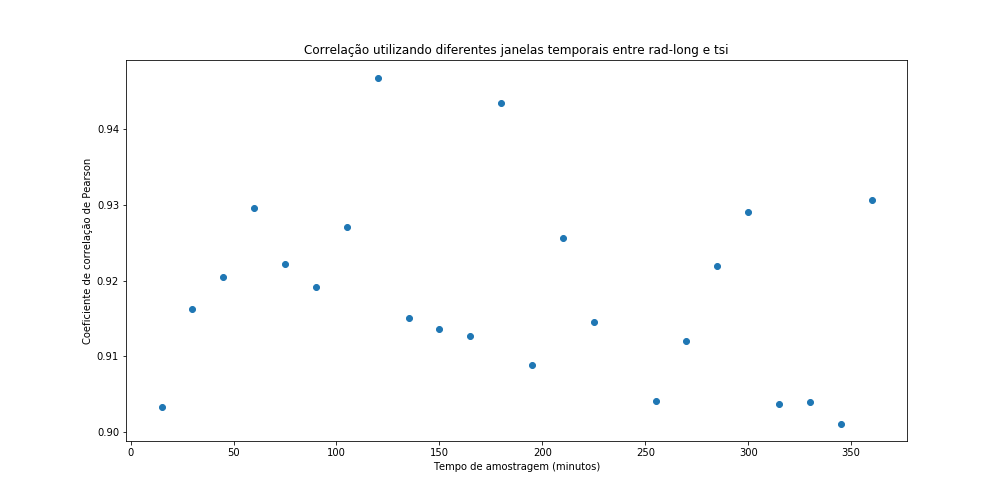 Correlação utilizando diferentes janelas temporais entre rad-long e tsi
Coeficiente de correlação de Pearson
0.94
0.93
0.92
0.91
0.90
0 50 100 150 200 250 300 350
Tempo de amostragem (minutos)